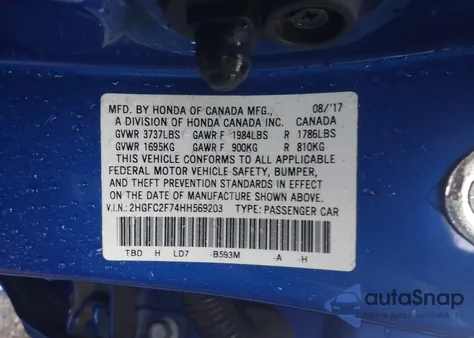 MFD. BY HONDA OF CANADA MFG., 08/'17
A DIVISION OF HONDA CANADA INC. CANADA
GVWR 3737LBS GAWR F 1984LBS R 1786LBS
GVWR 1695KG GAWR F 900KG R 810KG
THIS VEHICLE CONFORMS TO ALL APPLICABLE
FEDERAL MOTOR VEHICLE SAFETY, BUMPER,
AND THEFT PREVENTION STANDARDS IN EFFECT
ON THE DATE OF MANUFACTURE SHOWN ABOVE.
V.I.N.: 2HGFC2F74HH569203 TYPE: PASSENGER CAR
TBD H LD7 -B593M -A -H
autoSnap